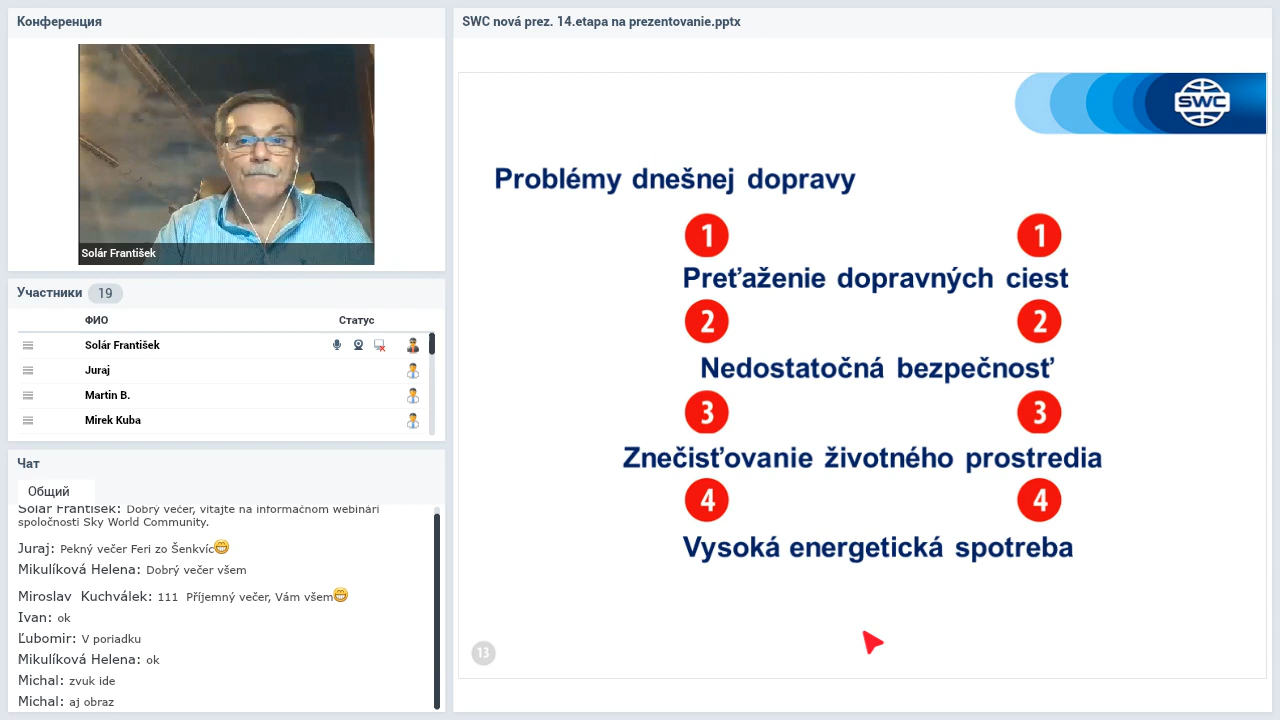 Конференция
Solár František
Участники 19
ФИО Статус
Solár František
Juraj
Martin B.
Mirek Kuba
Чат
Общий
Solár František: Dobrý večer, vitajte na informačnom webinári
spoločnosti Sky World Community.
Juraj: Pekný večer Feri zo Šenkvíc
Mikulíková Helena: Dobrý večer všem
Miroslav Kuchválek: 111 Příjemný večer, Vám všem
Ivan: ok
Ľubomir: V poriadku
Mikulíková Helena: ok
Michal: zvuk ide
Michal: aj obraz
SWC nová prez. 14.etapa na prezentovanie.pptx
SWC
Problémy dnešnej dopravy
1 1
Preťaženie dopravných ciest
2 2
Nedostatočná bezpečnosť
3 3
Znečisťovanie životného prostredia
4 4
Vysoká energetická spotreba
13